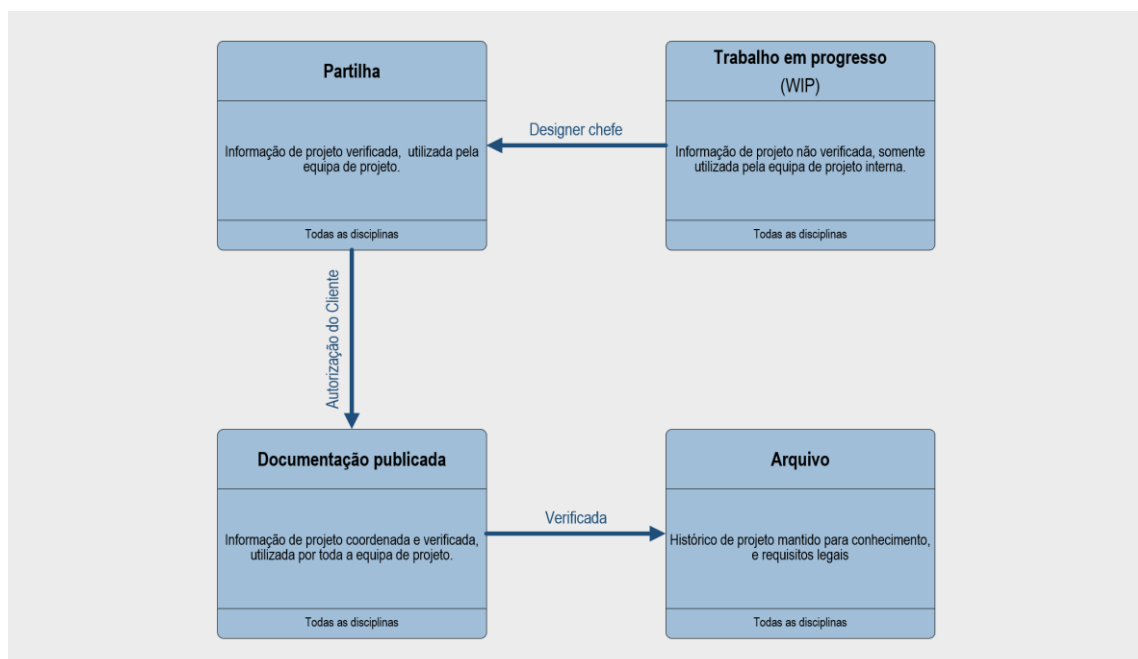 Partilha
Informação de projeto verificada, utilizada pela
equipa de projeto.
Todas as disciplinas
Designer chefe
Trabalho em progresso
(WIP)
Informação de projeto não verificada, somente
utilizada pela equipa de projeto interna.
Todas as disciplinas
Autorização do Cliente
Documentação publicada
Informação de projeto coordenada e verificada,
utilizada por toda a equipa de projeto.
Todas as disciplinas
Verificada
Arquivo
Histórico de projeto mantido para conhecimento,
e requisitos legais
Todas as disciplinas